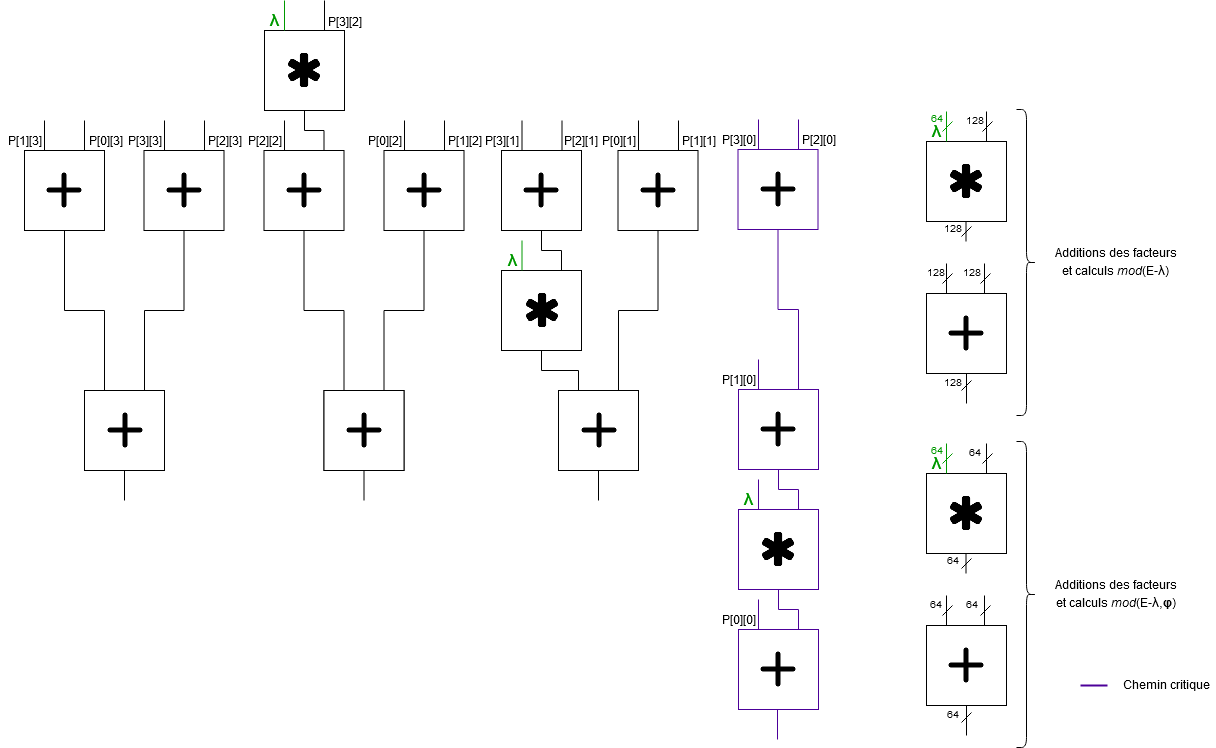 λ
P[3][2]
P[1][3] P[0][3] P[3][3] P[2][3] P[2][2] P[0][2] P[1][2] P[3][1] P[2][1] P[0][1] P[1][1] P[3][0] P[2][0]
λ
P[1][0]
λ
P[0][0]
64
λ
128
128
128 128
128
Additions des facteurs
et calculs mod(E-λ)
64
λ
64
64
64 64
64
Additions des facteurs
et calculs mod(E-λ,φ)
Chemin critique